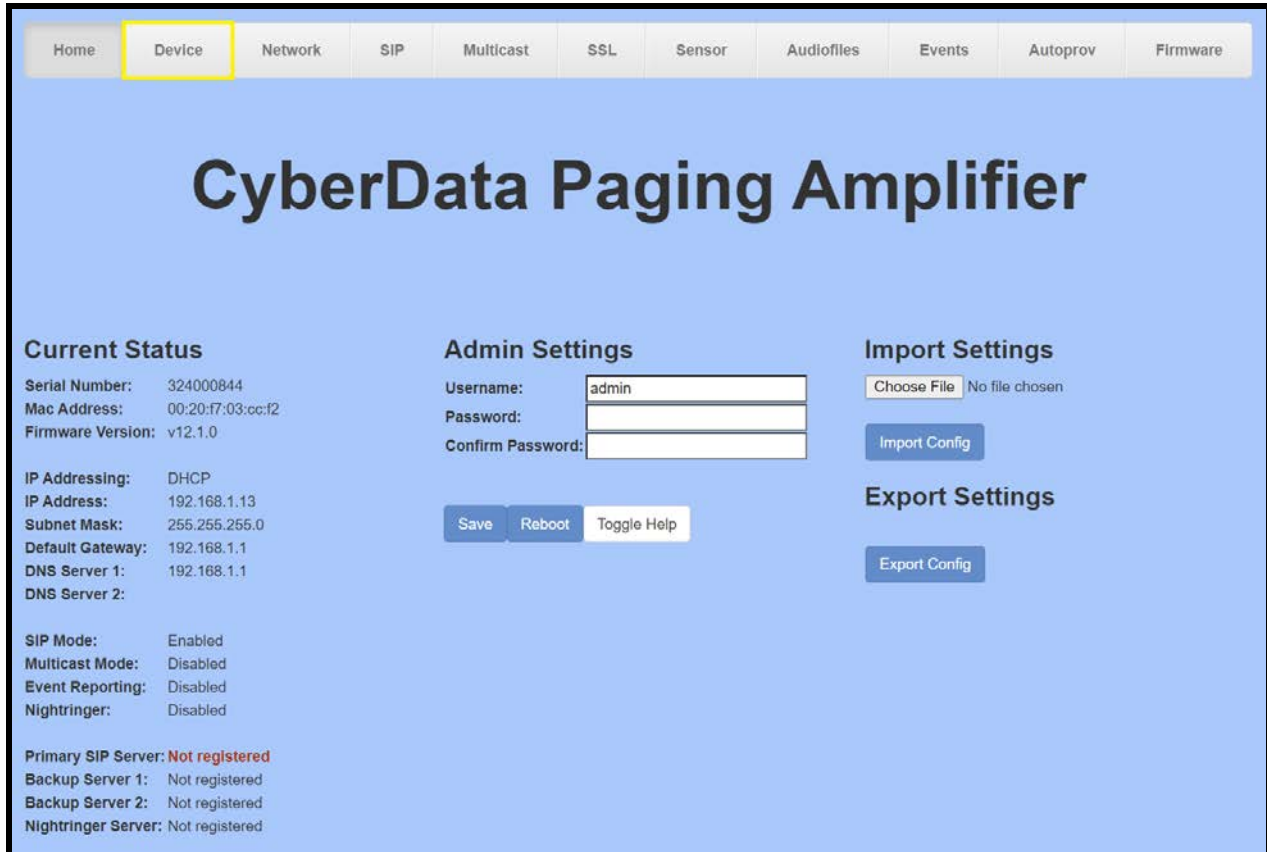 Home Device Network SIP Multicast SSL Sensor Audiofiles Events Autoprov Firmware
CyberData Paging Amplifier
Current Status
Serial Number: 324000844
Mac Address: 00:20:f7:03:cc:f2
Firmware Version: v12.1.0
IP Addressing: DHCP
IP Address: 192.168.1.13
Subnet Mask: 255.255.255.0
Default Gateway: 192.168.1.1
DNS Server 1: 192.168.1.1
DNS Server 2:
SIP Mode: Enabled
Multicast Mode: Disabled
Event Reporting: Disabled
Nightringer: Disabled
Primary SIP Server: Not registered
Backup Server 1: Not registered
Backup Server 2: Not registered
Nightringer Server: Not registered
Admin Settings
Username: admin
Password:
Confirm Password:
Save Reboot Toggle Help
Import Settings
Choose File No file chosen
Import Config
Export Settings
Export Config